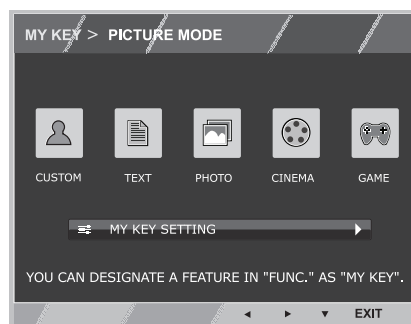 MY KEY > PICTURE MODE
CUSTOM TEXT PHOTO CINEMA GAME
MY KEY SETTING
YOU CAN DESIGNATE A FEATURE IN "FUNC." AS "MY KEY".
EXIT